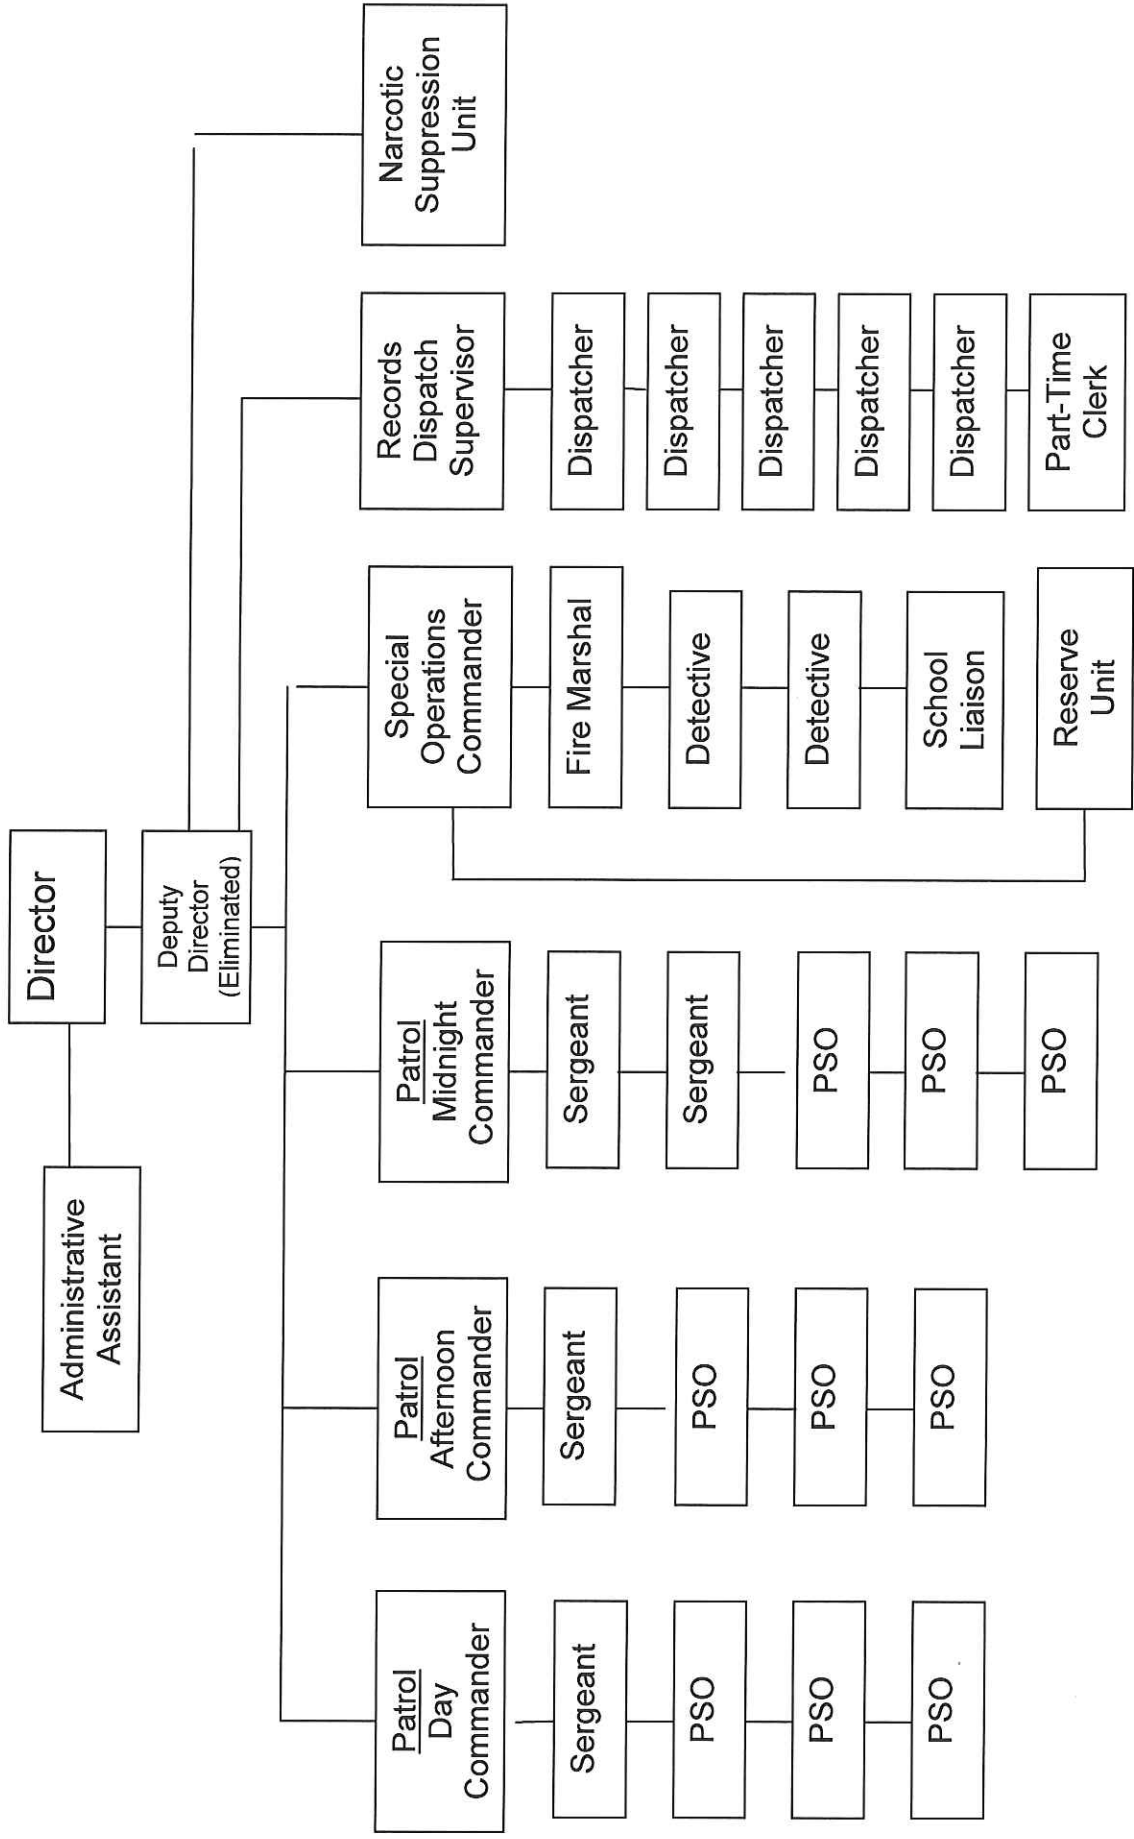 Director
Administrative
Assistant
Deputy
Director
(Eliminated)
Patrol
Day
Commander
Sergeant
PSO
PSO
PSO
Patrol
Afternoon
Commander
Sergeant
PSO
PSO
PSO
Patrol
Midnight
Commander
Sergeant
Sergeant
PSO
PSO
PSO
Special
Operations
Commander
Fire Marshal
Detective
Detective
School
Liaison
Reserve
Unit
Records
Dispatch
Supervisor
Dispatcher
Dispatcher
Dispatcher
Dispatcher
Dispatcher
Part-Time
Clerk
Narcotic
Suppression
Unit